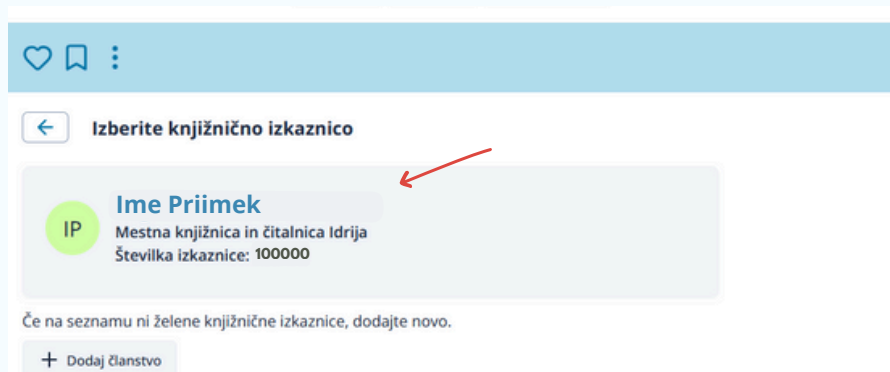 Izberite knjižnično izkaznico
Ime Priimek
IP
Mestna knjižnica in čitalnica Idrija
Številka izkaznice: 100000
Če na seznamu ni želene knjižnične izkaznice, dodajte novo.
+ Dodaj članstvo